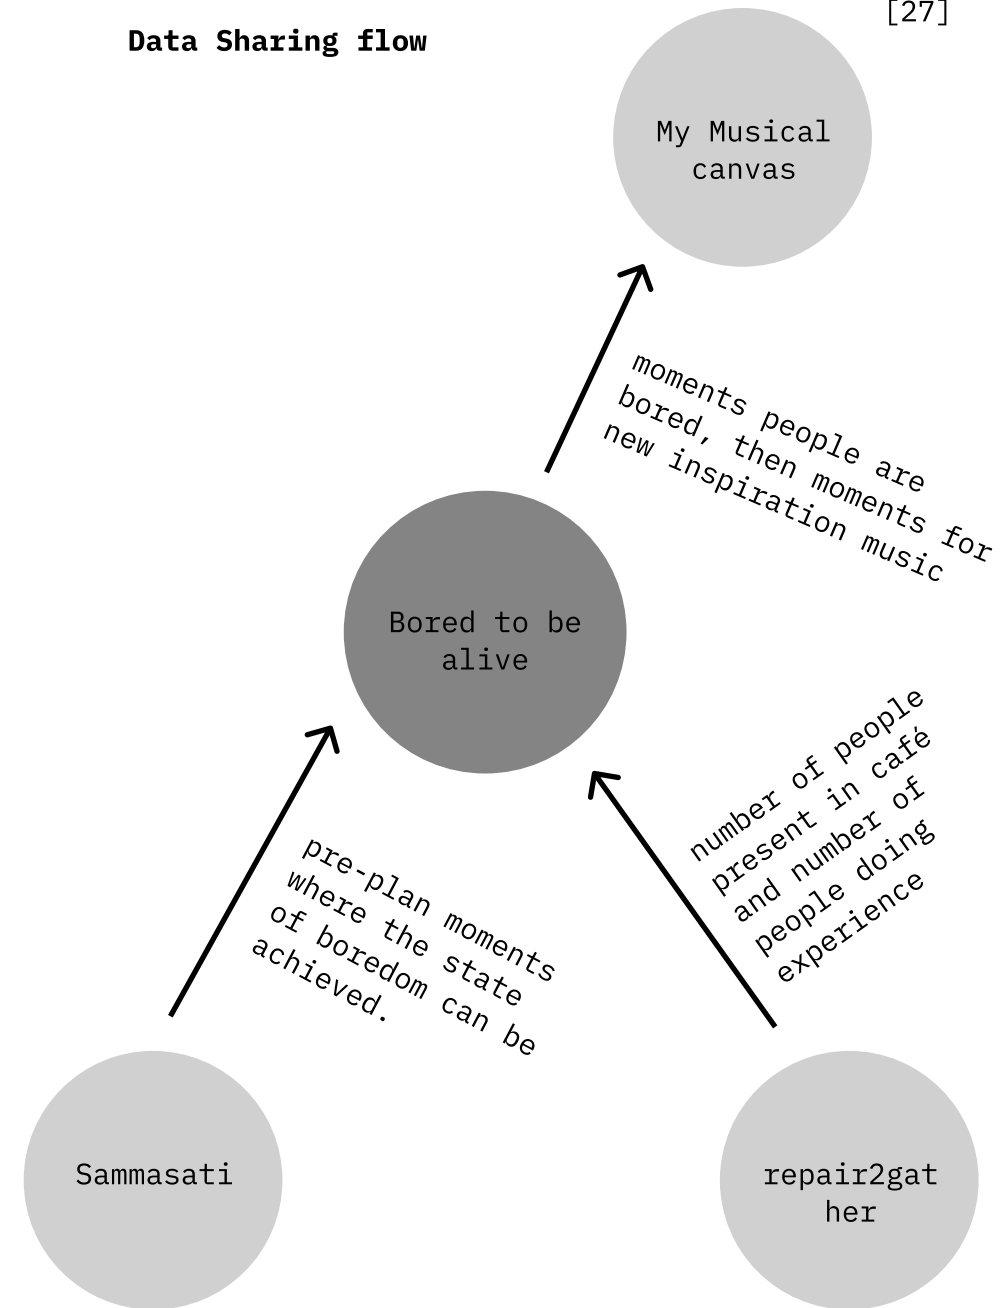 [27]
Data Sharing flow
My Musical
canvas
moments people are
bored, then moments for
new inspiration music
Bored to be
alive
number of people
present in café
and number of
people doing
experience
pre-plan moments
where the state
of boredom can be
achieved.
Sammasati
repair2gat
her